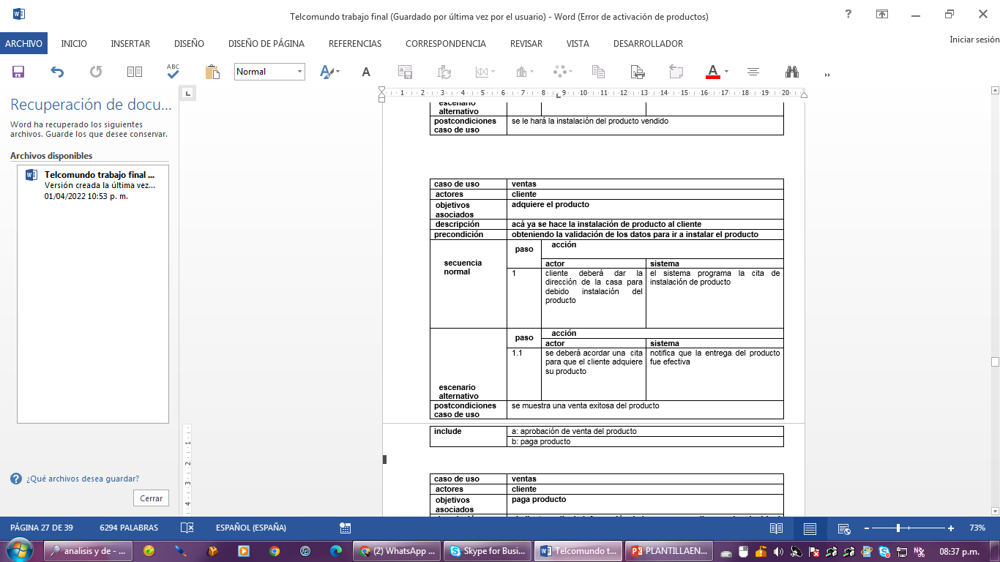 Telcomundo trabajo final (Guardado por última vez por el usuario) - Word (Error de activación de productos)
ARCHIVO INICIO INSERTAR DISEÑO DISEÑO DE PÁGINA REFERENCIAS CORRESPONDENCIA REVISAR VISTA DESARROLLADOR
Iniciar sesión
ABC
Normal
Recuperación de docu...
Word ha recuperado los siguientes
archivos. Guarde los que desee conservar.
Archivos disponibles
Telcomundo trabajo final ...
Versión creada la última vez...
01/04/2022 10:53 p. m.
¿Qué archivos desea guardar?
Cerrar
1 2 3 4 5 6 7 8 9 10 11 12 13 14 15 16 17 18 19 20
1
2
3
4
escenario
alternativo
postcondiciones se le hará la instalación del producto vendido
caso de uso
caso de uso ventas
actores cliente
objetivos adquiere el producto
asociados
descripción acá ya se hace la instalación de producto al cliente
precondición obteniendo la validación de los datos para ir a instalar el producto
secuencia
normal
paso acción
actor sistema
1 cliente deberá dar la el sistema programa la cita de
dirección de la casa para instalación de producto
debido instalación del
producto
escenario
alternativo
paso acción
actor sistema
1.1 se deberá acordar una cita notifica que la entrega del producto
para que el cliente adquiere fue efectiva
su producto
postcondiciones se muestra una venta exitosa del producto
caso de uso
include a: aprobación de venta del producto
b: paga producto
caso de uso ventas
actores cliente
objetivos paga producto
asociados
PÁGINA 27 DE 39 6294 PALABRAS ESPAÑOL (ESPAÑA) 73%
analisis y de - ... (2) WhatsApp ... Skype for Busi... Telcomundo t... PLANTILLAEN... 08:37 p.m.